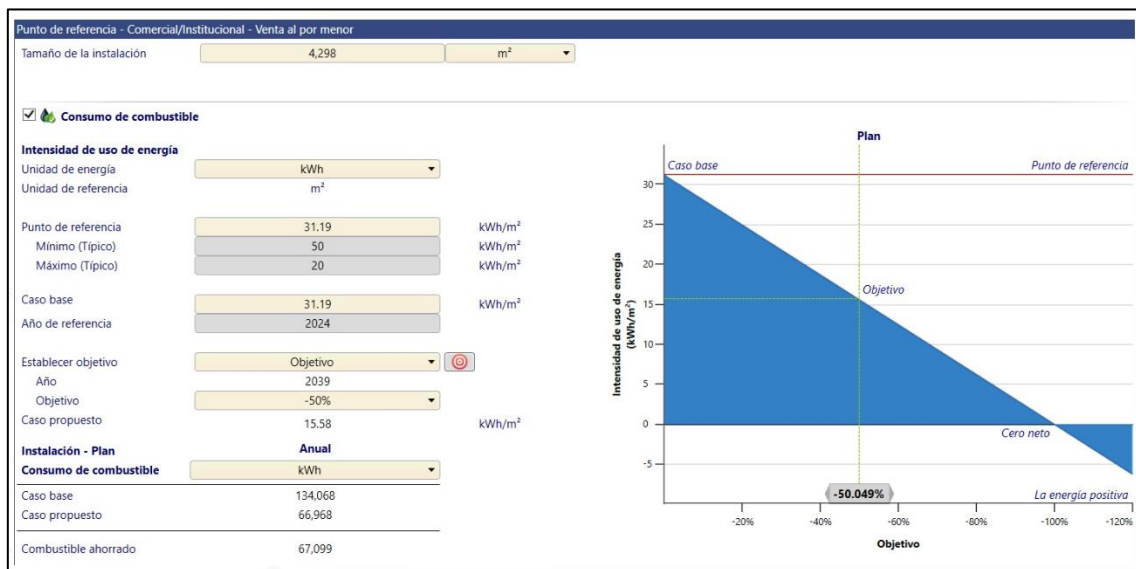 Punto de referencia - Comercial/Institucional - Venta al por menor
Tamaño de la instalación 4,298 m²
Consumo de combustible
Intensidad de uso de energía
Unidad de energía kWh
Unidad de referencia m²
Punto de referencia 31.19 kWh/m²
Mínimo (Típico) 50 kWh/m²
Máximo (Típico) 20 kWh/m²
Caso base 31.19 kWh/m²
Año de referencia 2024
Establecer objetivo Objetivo
Año 2039
Objetivo -50%
Caso propuesto 15.58 kWh/m²
Instalación - Plan Anual
Consumo de combustible kWh
Caso base 134,068
Caso propuesto 66,968
Combustible ahorrado 67,099
Plan
Caso base Punto de referencia
30
25
20
15
10
5
0
-5
Intensidad de uso de energía
(kWh/m²)
Objetivo
Cero neto
La energía positiva
-50.049%
-20% -40% -60% -80% -100% -120%
Objetivo